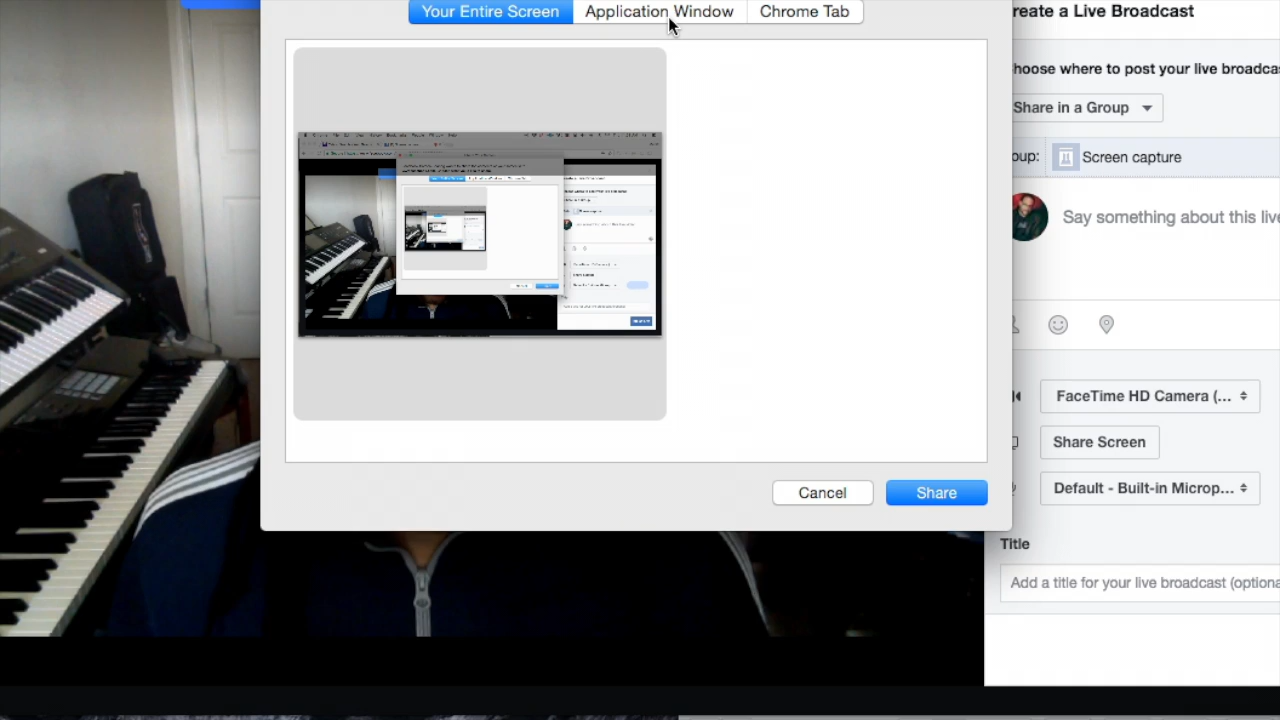 Your Entire Screen
Application Window
Chrome Tab
Cancel
Share
reate a Live Broadcast
hoose where to post your live broadcas
Share in a Group
oup:
Screen capture
Say something about this live
FaceTime HD Camera (...
Share Screen
Default - Built-in Microp...
Title
Add a title for your live broadcast (optiona